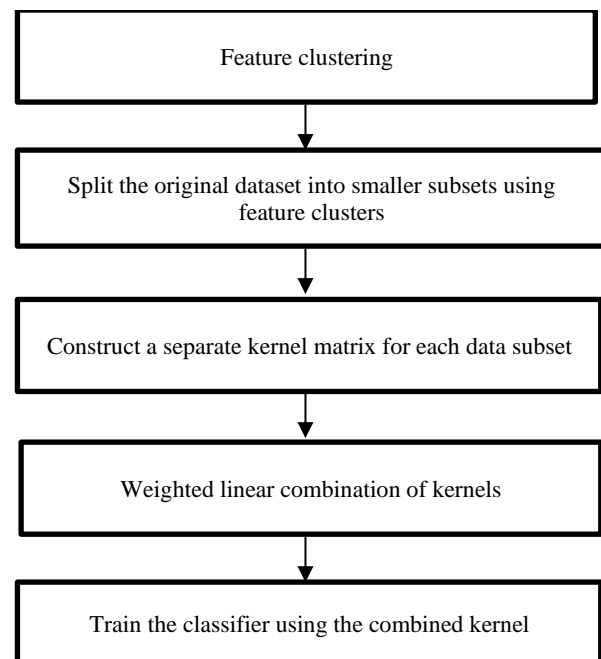 Feature clustering
Split the original dataset into smaller subsets using
feature clusters
Construct a separate kernel matrix for each data subset
Weighted linear combination of kernels
Train the classifier using the combined kernel